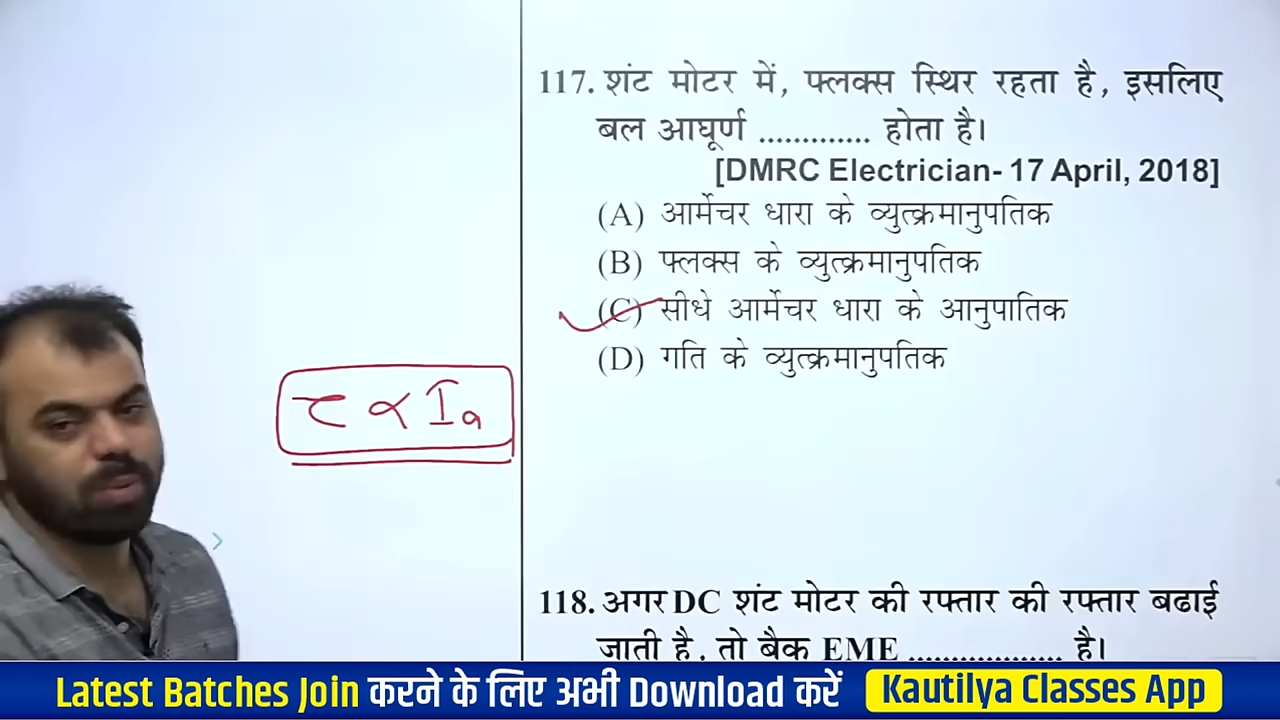 117. शंट मोटर में, फ्लक्स स्थिर रहता है, इसलिए
बल आघूर्ण ............. होता है।
[DMRC Electrician- 17 April, 2018]
(A) आर्मेचर धारा के व्युत्क्रमानुपतिक
(B) फ्लक्स के व्युत्क्रमानुपतिक
(C) सीधे आर्मेचर धारा के आनुपातिक
(D) गति के व्युत्क्रमानुपतिक
τ ∝ Ia
118. अगर DC शंट मोटर की रफ्तार की रफ्तार बढाई
जाती है, तो बैक EME .................. है।
Latest Batches Join करने के लिए अभी Download करें Kautilya Classes App